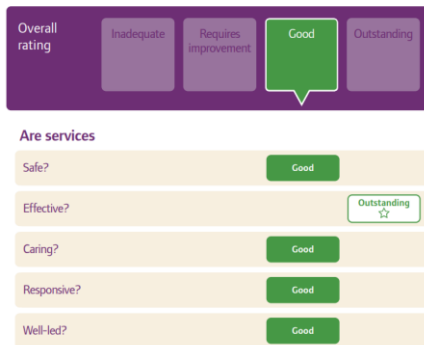 Overall rating
Inadequate
Requires improvement
Good
Outstanding
Are services
Safe?
Good
Effective?
Outstanding
Caring?
Good
Responsive?
Good
Well-led?
Good